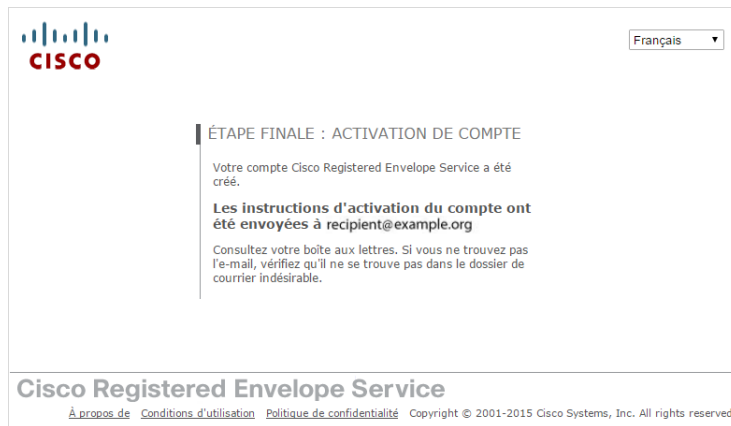 CISCO
Français
ÉTAPE FINALE : ACTIVATION DE COMPTE
Votre compte Cisco Registered Envelope Service a été
créé.
Les instructions d'activation du compte ont
été envoyées à recipient@example.org
Consultez votre boîte aux lettres. Si vous ne trouvez pas
l'e-mail, vérifiez qu'il ne se trouve pas dans le dossier de
courrier indésirable.
Cisco Registered Envelope Service
À propos de Conditions d'utilisation Politique de confidentialité Copyright © 2001-2015 Cisco Systems, Inc. All rights reserved